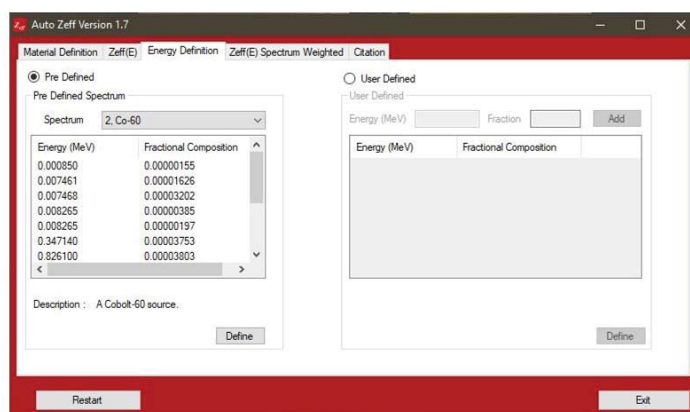 Zeff Auto Zeff Version 1.7
Material Definition Zeff(E) Energy Definition Zeff(E) Spectrum Weighted Citation
Pre Defined
Pre Defined Spectrum
Spectrum 2, Co-60
Energy (MeV) Fractional Composition
0.000850 0.00000155
0.007461 0.00001626
0.007468 0.00003202
0.008265 0.00000385
0.008265 0.00000197
0.347140 0.00003753
0.826100 0.00003803
Description : A Cobolt-60 source.
Define
User Defined
User Defined
Energy (MeV) Fraction Add
Energy (MeV) Fractional Composition
Define
Restart Exit